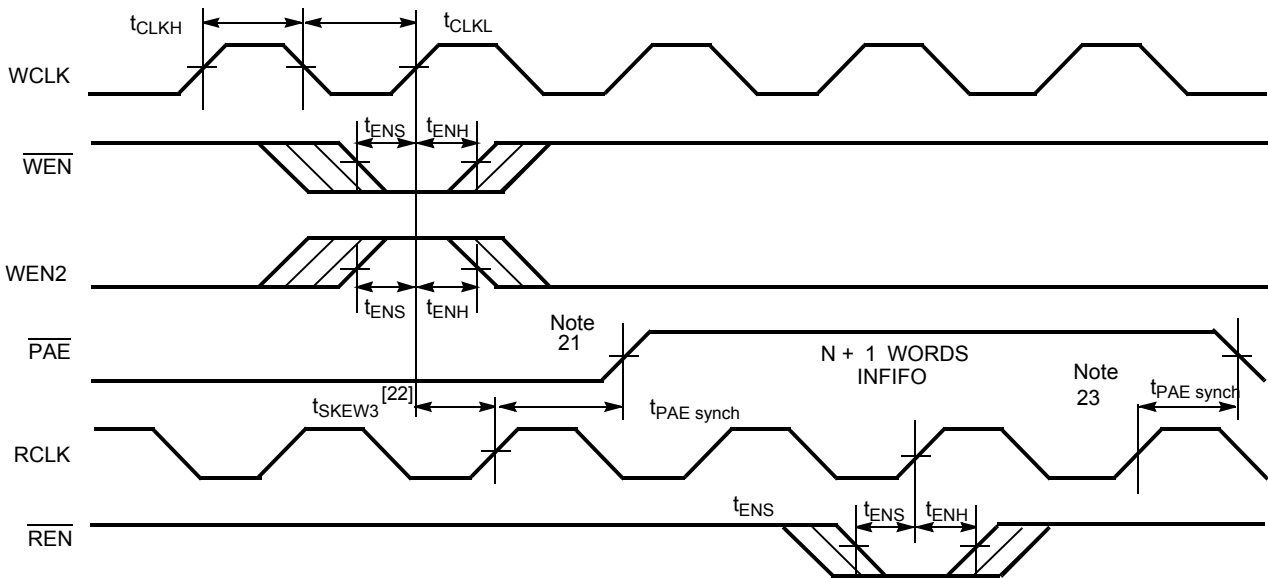 tCLKH
tCLKL
WCLK
tENS
tENH
WEN
WEN2
tENS
tENH
Note
21
PAE
N + 1 WORDS
INFIFO
Note
23
[22]
tSKEW3
tPAE synch
tPAE synch
RCLK
tENS
tENS
tENH
REN